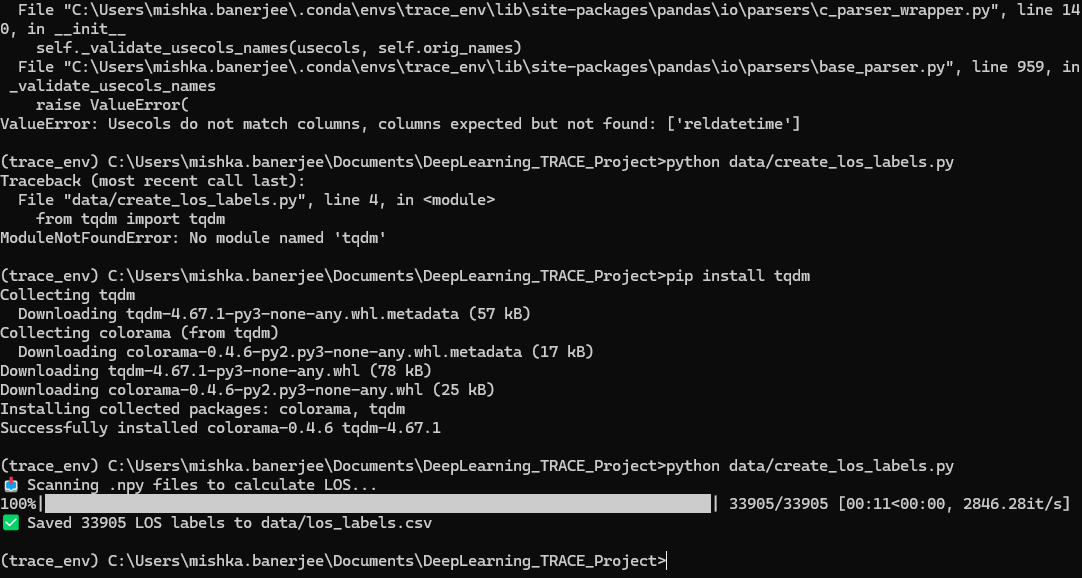 File "C:\Users\mishka.banerjee\.conda\envs\trace_env\lib\site-packages\pandas\io\parsers\c_parser_wrapper.py", line 14
0, in __init__
    self._validate_usecols_names(usecols, self.orig_names)
  File "C:\Users\mishka.banerjee\.conda\envs\trace_env\lib\site-packages\pandas\io\parsers\base_parser.py", line 959, in
 _validate_usecols_names
    raise ValueError(
ValueError: Usecols do not match columns, columns expected but not found: ['reldatetime']

(trace_env) C:\Users\mishka.banerjee\Documents\DeepLearning_TRACE_Project>python data/create_los_labels.py
Traceback (most recent call last):
  File "data/create_los_labels.py", line 4, in <module>
    from tqdm import tqdm
ModuleNotFoundError: No module named 'tqdm'

(trace_env) C:\Users\mishka.banerjee\Documents\DeepLearning_TRACE_Project>pip install tqdm
Collecting tqdm
  Downloading tqdm-4.67.1-py3-none-any.whl.metadata (57 kB)
Collecting colorama (from tqdm)
  Downloading colorama-0.4.6-py2.py3-none-any.whl.metadata (17 kB)
Downloading tqdm-4.67.1-py3-none-any.whl (78 kB)
Downloading colorama-0.4.6-py2.py3-none-any.whl (25 kB)
Installing collected packages: colorama, tqdm
Successfully installed colorama-0.4.6 tqdm-4.67.1

(trace_env) C:\Users\mishka.banerjee\Documents\DeepLearning_TRACE_Project>python data/create_los_labels.py
📥 Scanning .npy files to calculate LOS...
100%| | 33905/33905 [00:11<00:00, 2846.28it/s]
✅ Saved 33905 LOS labels to data/los_labels.csv

(trace_env) C:\Users\mishka.banerjee\Documents\DeepLearning_TRACE_Project>